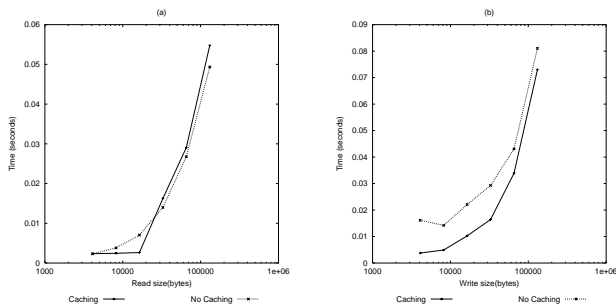 (a)
0.06
0.05
0.04
0.03
0.02
0.01
0
Time (seconds)
1000 10000 100000 1e+06
Read size(bytes)
Caching No Caching
(b)
0.09
0.08
0.07
0.06
0.05
0.04
0.03
0.02
0.01
0
Time (seconds)
1000 10000 100000 1e+06
Write size(bytes)
Caching No Caching